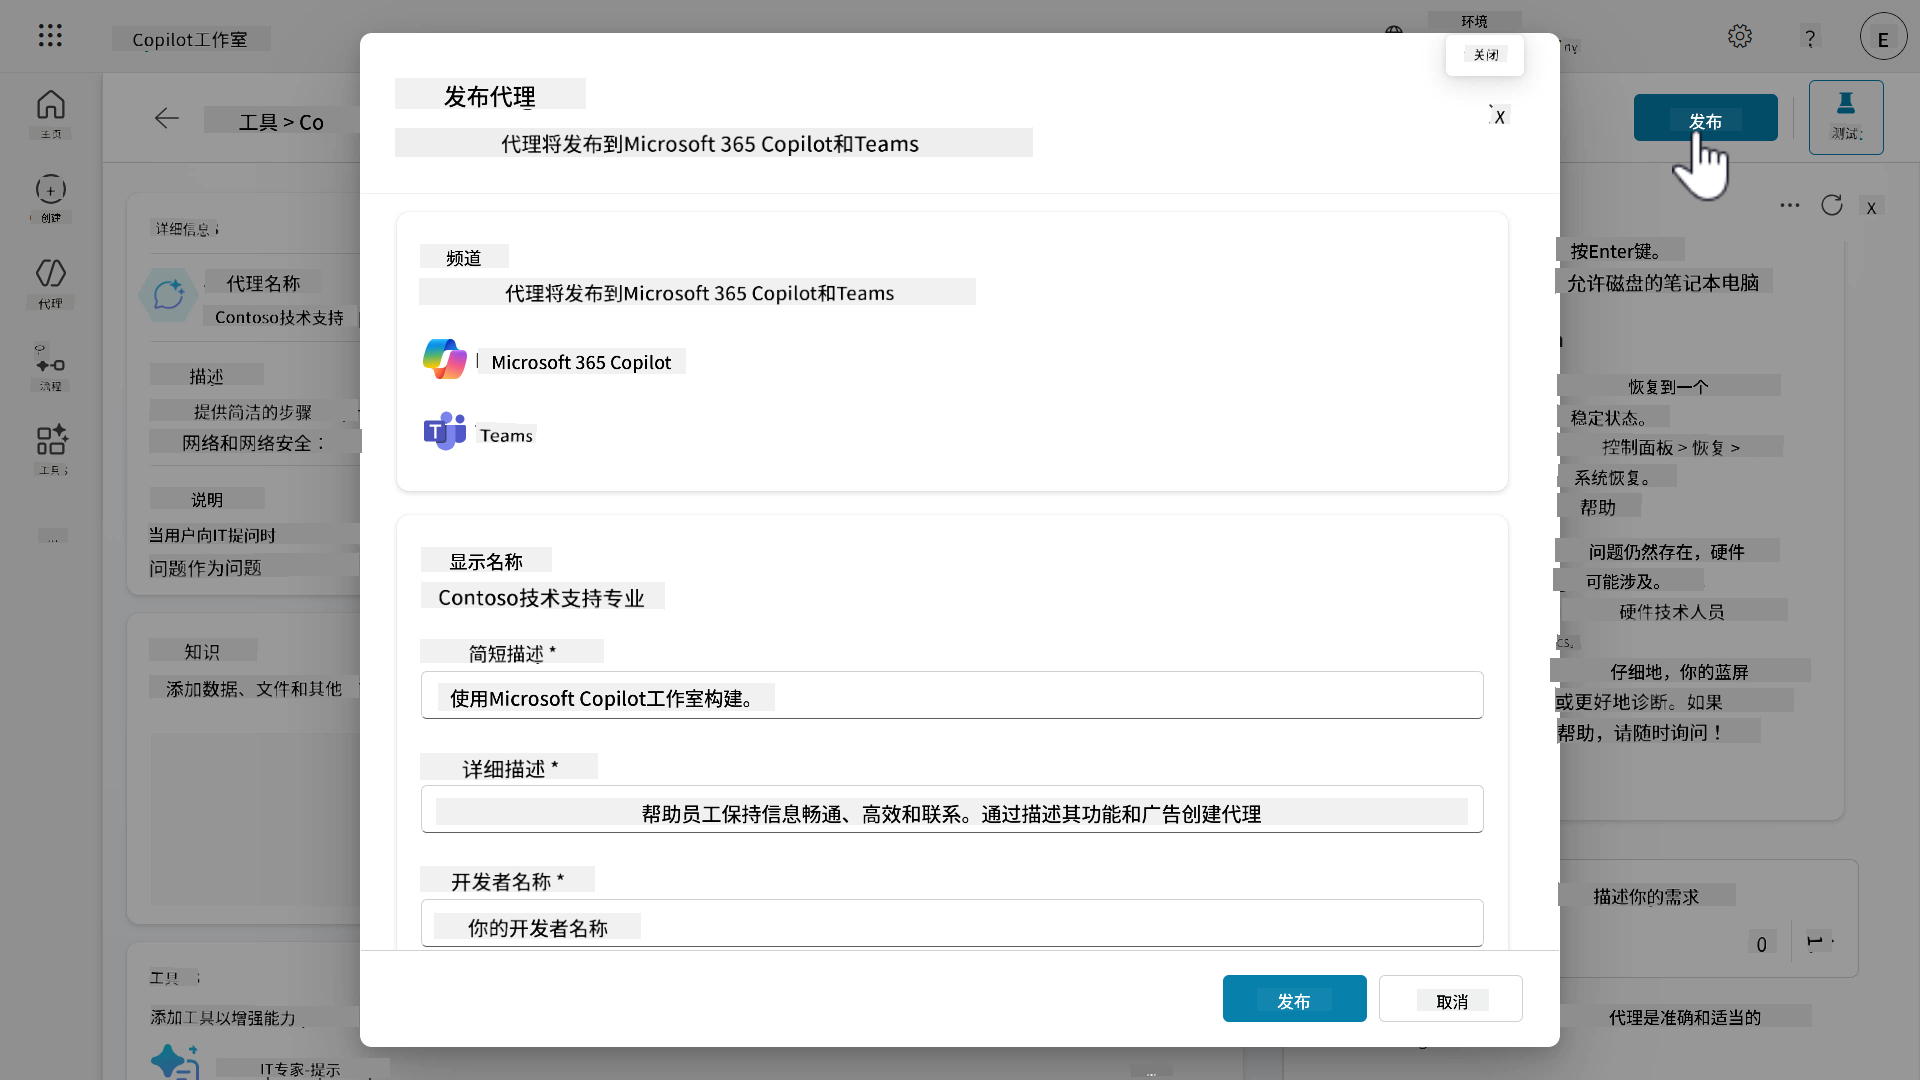 Copilot工作室
环境
关闭
?
E
主页
创建
代理
流程
工具
...
工具 > Co
发布
测试
详细信息
代理名称
Contoso技术支持
描述
提供简洁的步骤
网络和网络安全：
说明
当用户向IT提问时
问题作为问题
知识
添加数据、文件和其他
工具
添加工具以增强能力
IT专家-提示
发布代理
代理将发布到Microsoft 365 Copilot和Teams
X
频道
代理将发布到Microsoft 365 Copilot和Teams
Microsoft 365 Copilot
Teams
显示名称
Contoso技术支持专业
简短描述 *
使用Microsoft Copilot工作室构建。
详细描述 *
帮助员工保持信息畅通、高效和联系。通过描述其功能和广告创建代理
开发者名称 *
你的开发者名称
发布
取消
X
按Enter键。
允许磁盘的笔记本电脑
恢复到一个
稳定状态。
控制面板 > 恢复 >
系统恢复。
帮助
问题仍然存在，硬件
可能涉及。
硬件技术人员
cs。
仔细地，你的蓝屏
或更好地诊断。如果
帮助，请随时询问！
描述你的需求
0
代理是准确和适当的